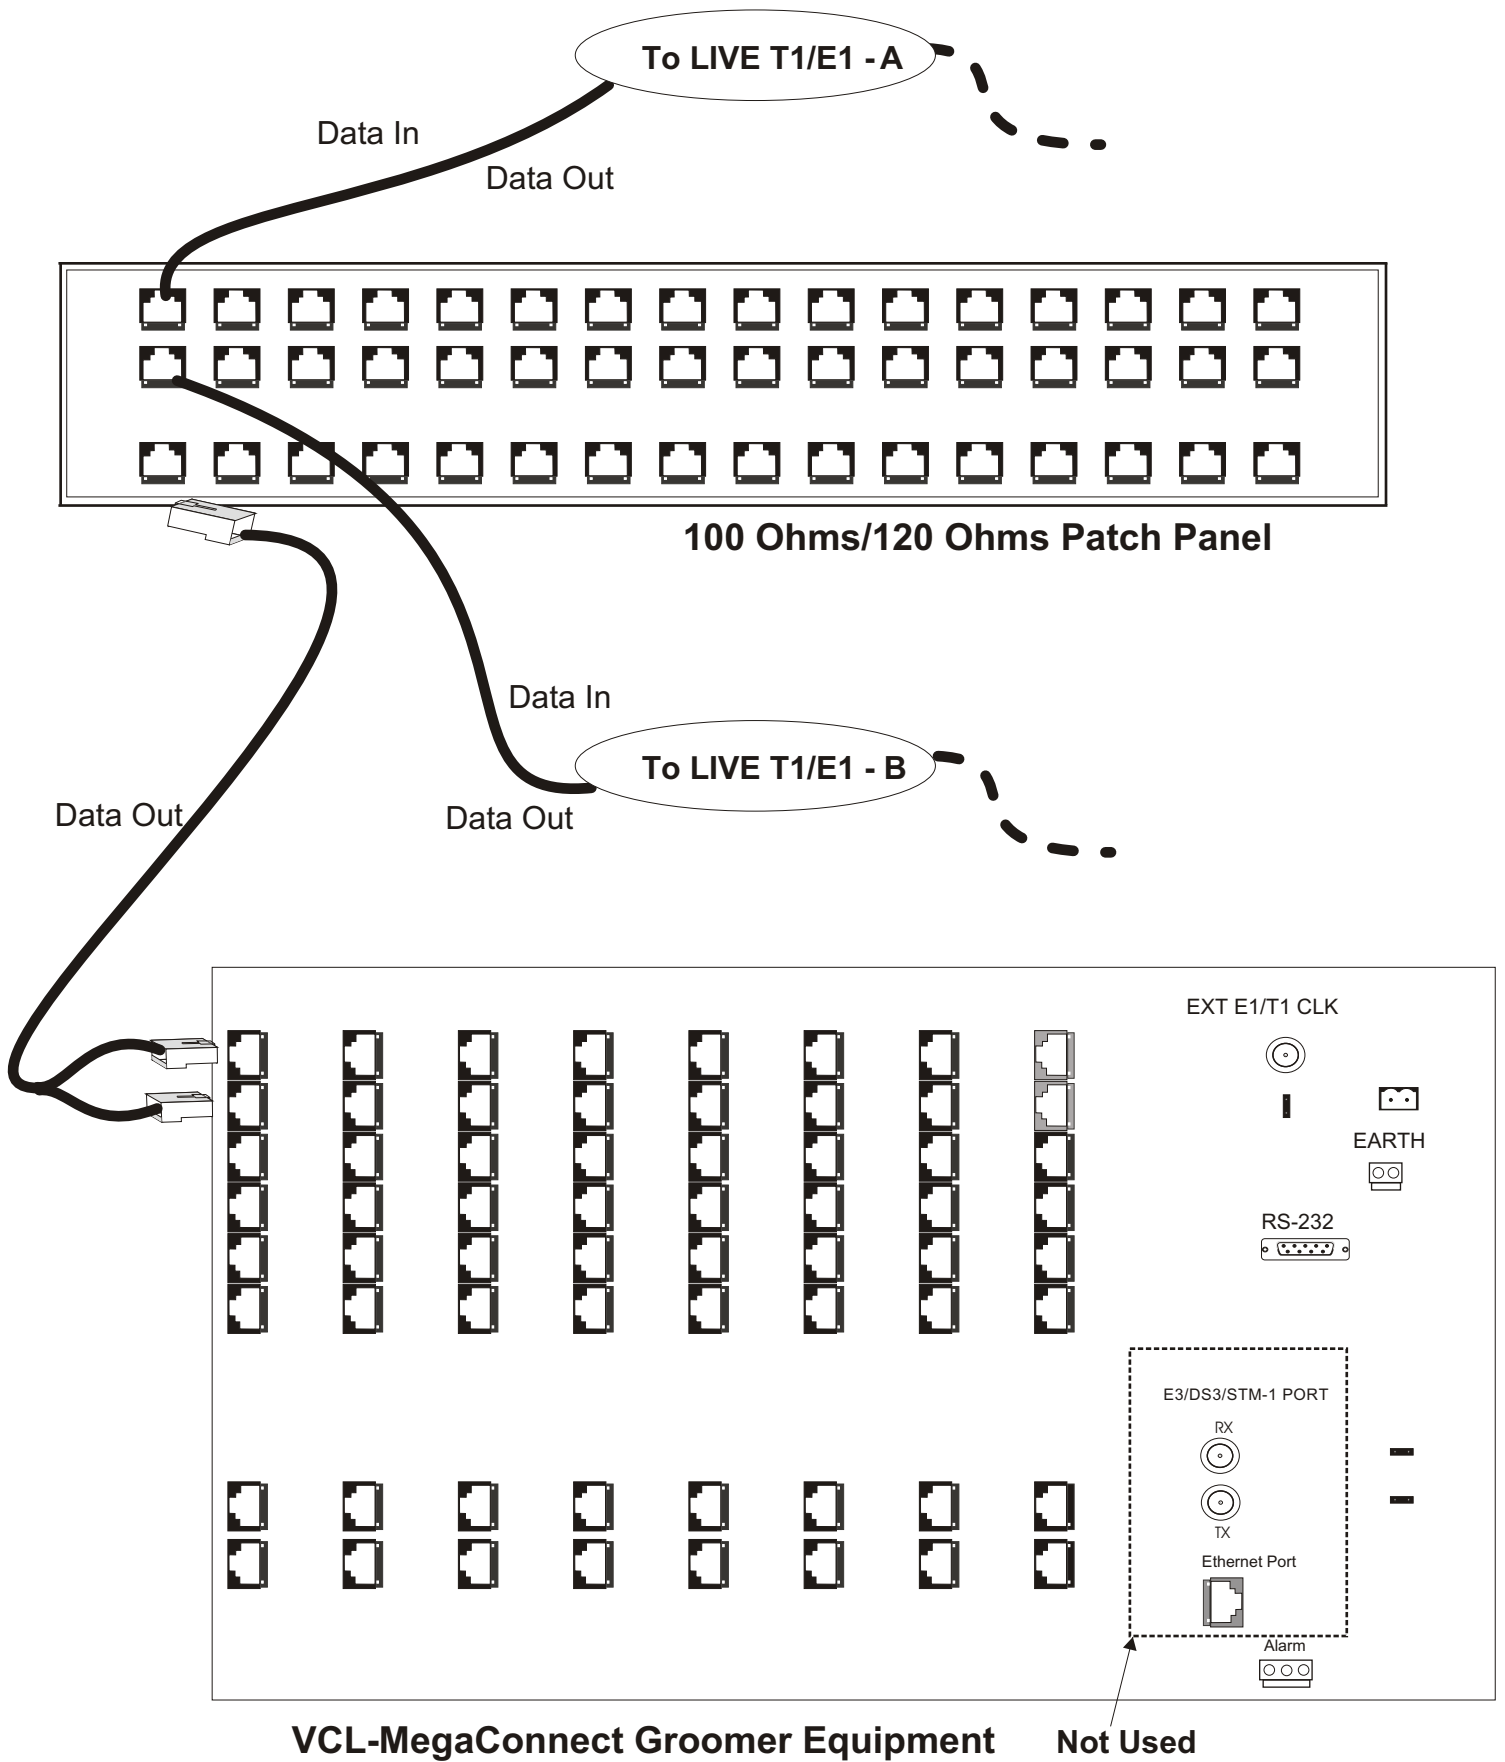 To LIVE T1/E1 - A
Data In
Data Out
100 Ohms/120 Ohms Patch Panel
Data In
To LIVE T1/E1 - B
Data Out
Data Out
EXT E1/T1 CLK
EARTH
RS-232
E3/DS3/STM-1 PORT
RX
TX
Ethernet Port
Alarm
VCL-MegaConnect Groomer Equipment
Not Used